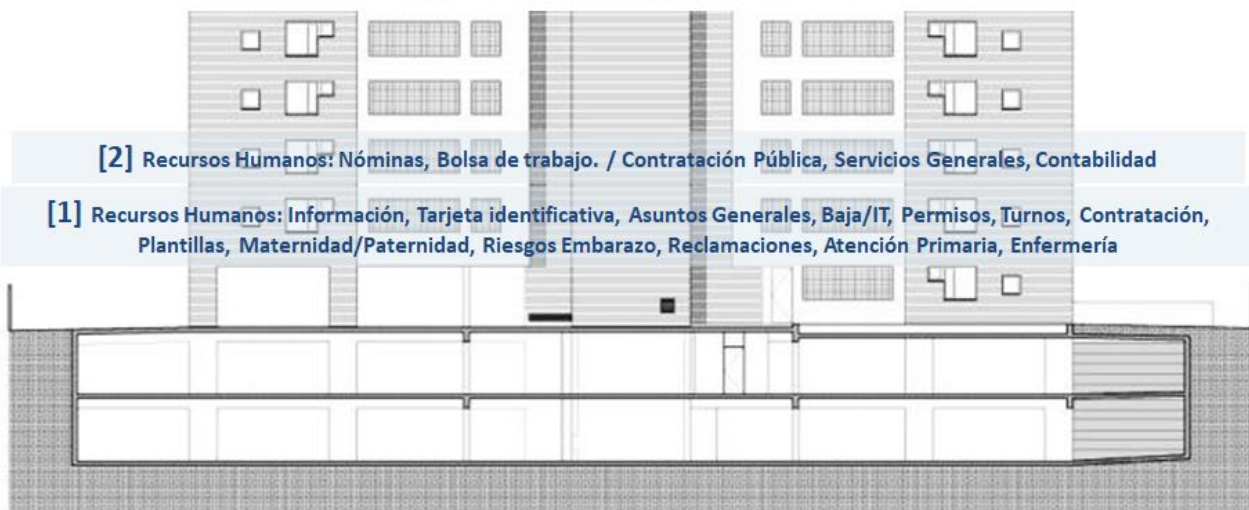 [2] Recursos Humanos: Nóminas, Bolsa de trabajo. / Contratación Pública, Servicios Generales, Contabilidad
[1] Recursos Humanos: Información, Tarjeta identificativa, Asuntos Generales, Baja/IT, Permisos, Turnos, Contratación,
Plantillas, Maternidad/Paternidad, Riesgos Embarazo, Reclamaciones, Atención Primaria, Enfermería